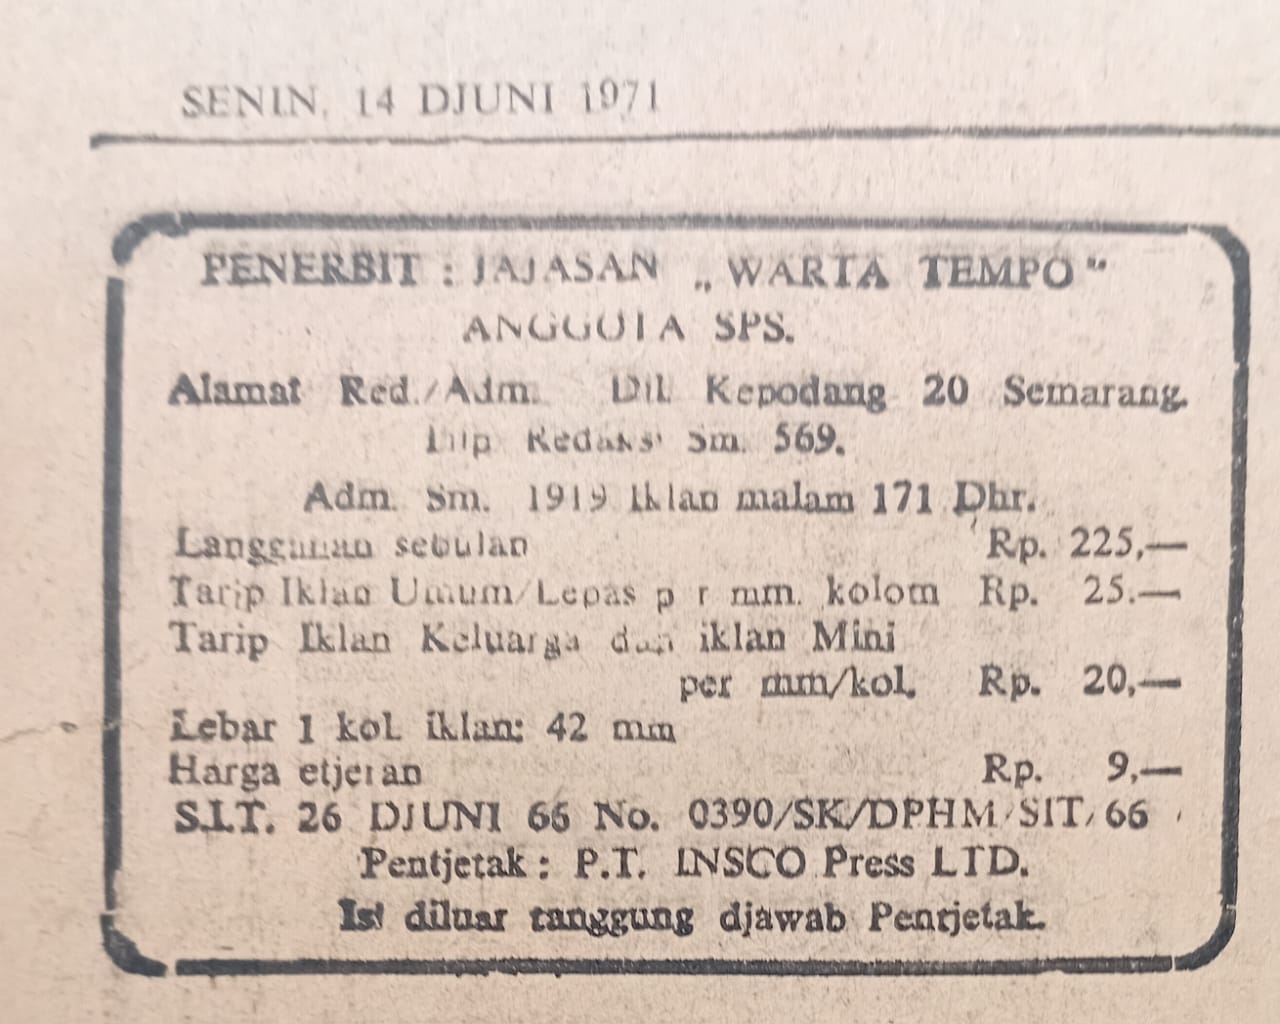 SENIN, 14 DJUNI 1971
PENERBIT : JAJASAN „WARTA TEMPO"
ANGGOTA SPS.
Alamat Red./Adm. Djl. Kepodang 20 Semarang.
Tilp Redaksi Sm. 569.
Adm. Sm. 1919 Iklan malam 171 Dhr.
Langganan sebulan Rp. 225,—
Tarip Iklan Umum/Lepas p r mm. kolom Rp. 25.—
Tarip Iklan Keluarga dan iklan Mini
per mm/kol. Rp. 20,—
Lebar 1 kol. iklan: 42 mm
Harga etjeran Rp. 9,—
S.I.T. 26 DJUNI 66 No. 0390/SK/DPHM/SIT/66
Pentjetak : P.T. INSCO Press LTD.
Isi diluar tanggung djawab Pentjetak.